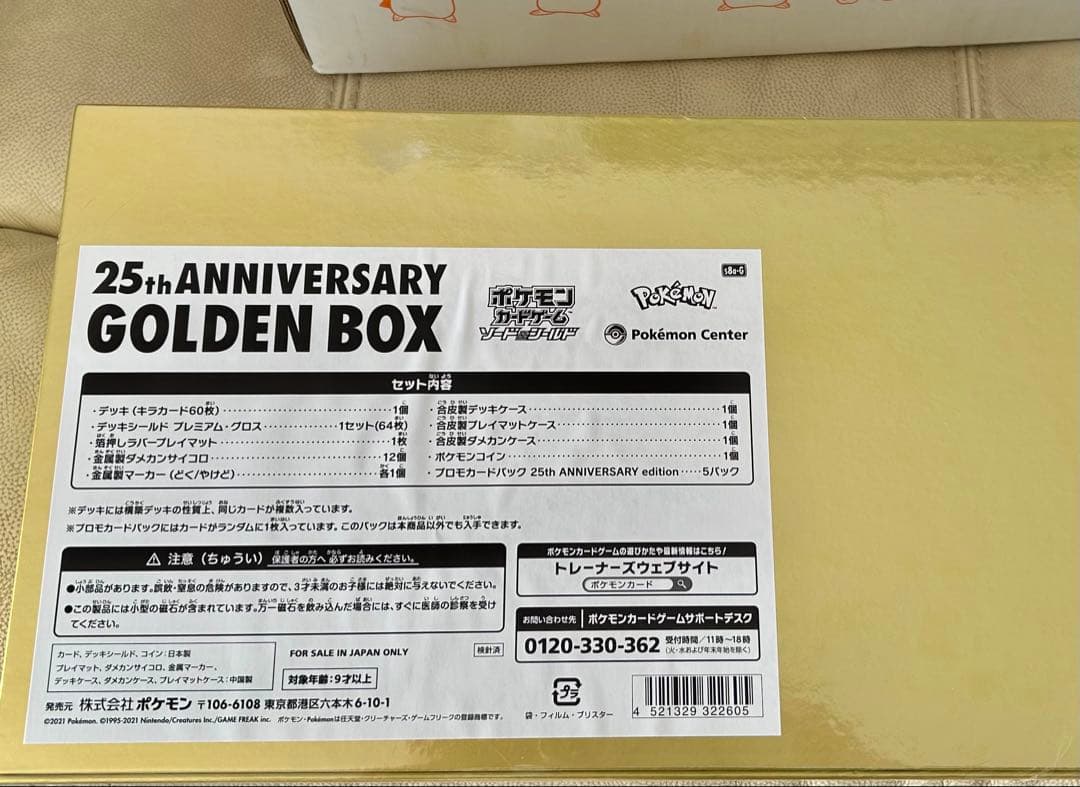 25th ANNIVERSARY
GOLDEN BOX
ポケモン
カードゲーム
ソード&シールド
s8a-G
Pokémon
Pokémon Center
セット内容
・デッキ(キラカード60枚)……………………1個
・デッキシールド プレミアム・グロス……………1セット(64枚)
・箔押しラバープレイマット……………………1枚
・金属製ダメカンサイコロ……………………12個
・金属製マーカー(どく/やけど)……………………各1個
・合皮製デッキケース……………………1個
・合皮製プレイマットケース……………………1個
・合皮製ダメカンケース……………………1個
・ポケモンコイン……………………1個
・プロモカードパック 25th ANNIVERSARY edition……5パック
※デッキには構築デッキの性質上、同じカードが複数入っています。
※プロモカードパックにはカードがランダムに1枚入っています。このパックは本商品以外でも入手できます。
⚠ 注意(ちゅうい) 保護者の方へ 必ずお読みください。
●小部品があります。誤飲・窒息の危険がありますので、3才未満のお子様には絶対に与えないでください。
●この製品には小型の磁石が含まれています。万一磁石を飲み込んだ場合には、すぐに医師の診察を受けてください。
ポケモンカードゲームの遊びかたや最新情報はこちら!
トレーナーズウェブサイト
ポケモンカード
お問い合わせ先 ポケモンカードゲームサポートデスク
0120-330-362 受付時間/11時〜18時
(火・水および年末年始を除く)
カード、デッキシールド、コイン:日本製
プレイマット、ダメカンサイコロ、金属マーカー、
デッキケース、ダメカンケース、プレイマットケース:中国製
FOR SALE IN JAPAN ONLY
検針済
対象年齢:9才以上
発売元 株式会社ポケモン 〒106-6108 東京都港区六本木6-10-1
©2021 Pokémon. ©1995-2021 Nintendo/Creatures Inc./GAME FREAK inc. ポケモン・Pokémonは任天堂・クリーチャーズ・ゲームフリークの登録商標です。
プラ
袋・フィルム・ブリスター
4 521329 322605